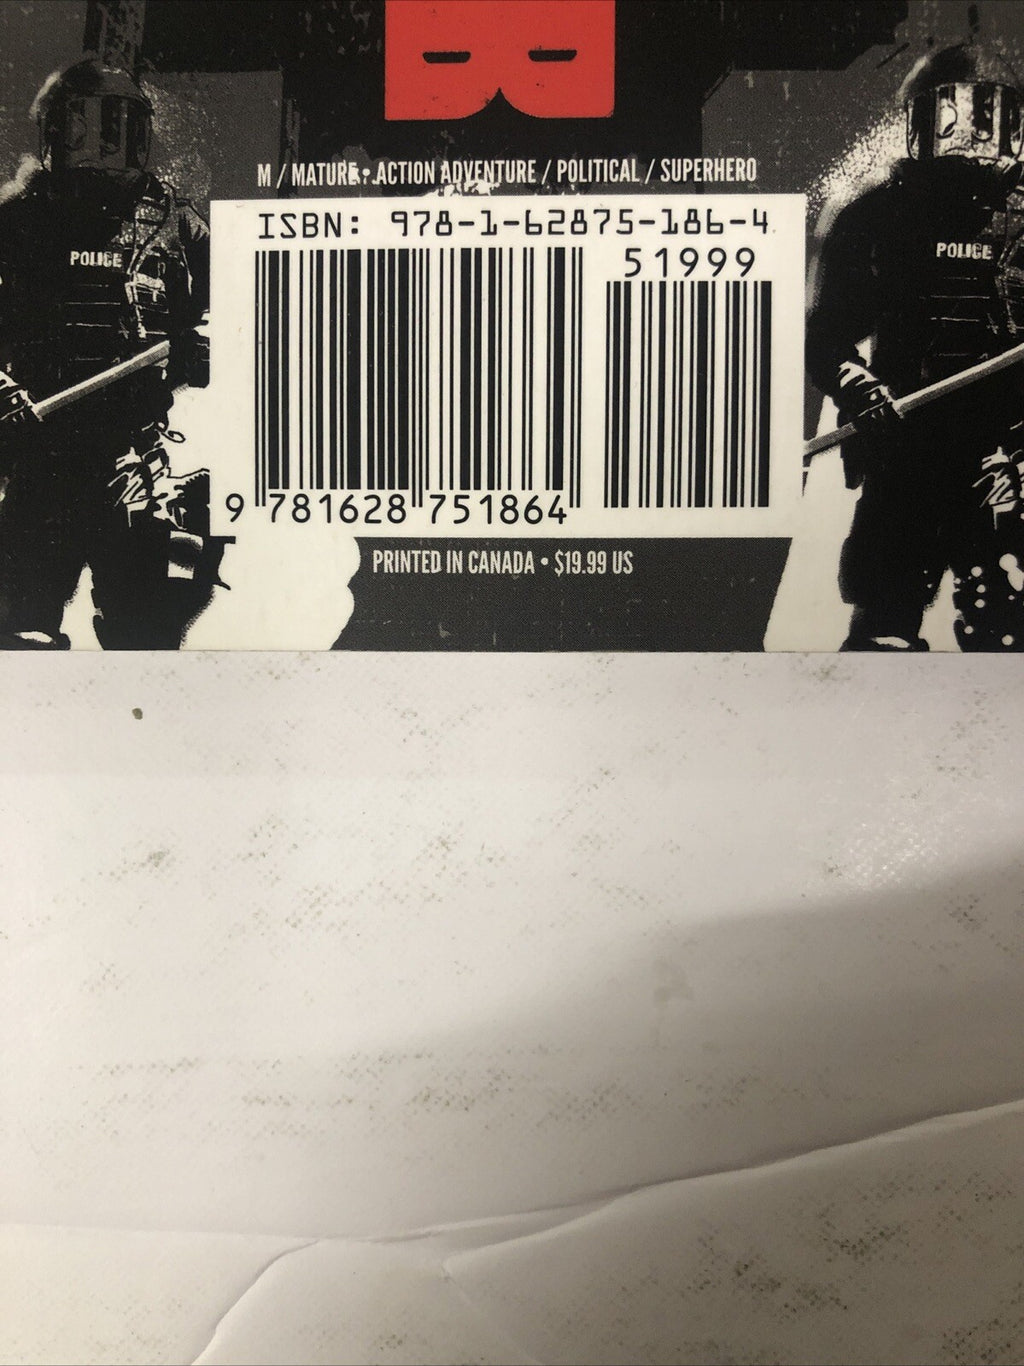 M / MATURE • ACTION ADVENTURE / POLITICAL / SUPERHERO
ISBN: 978-1-62875-186-4
51999
POLICE
POLICE
9 781628 751864
PRINTED IN CANADA • $19.99 US